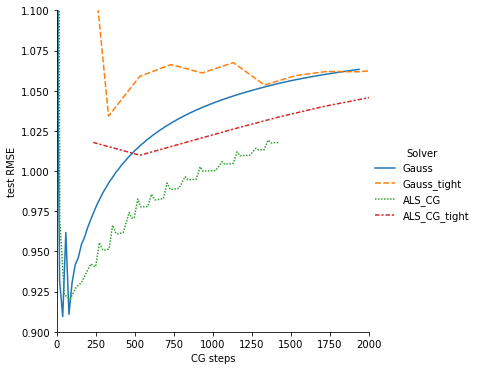 1.100
1.075
1.050
1.025
1.000
0.975
0.950
0.925
0.900
test RMSE
0 250 500 750 1000 1250 1500 1750 2000
CG steps
Solver
Gauss
Gauss_tight
ALS_CG
ALS_CG_tight